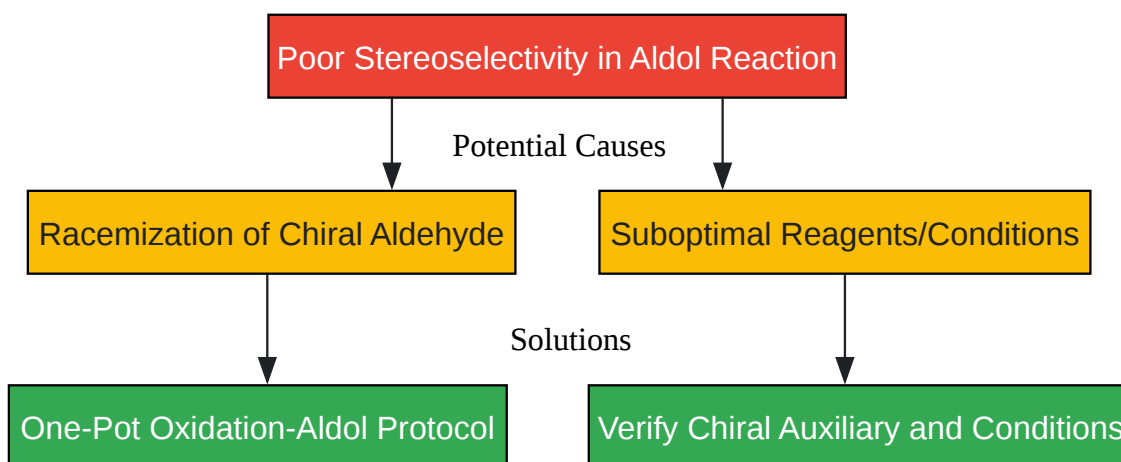 Poor Stereoselectivity in Aldol Reaction
Potential Causes
Racemization of Chiral Aldehyde
Suboptimal Reagents/Conditions
Solutions
One-Pot Oxidation-Aldol Protocol
Verify Chiral Auxiliary and Conditions